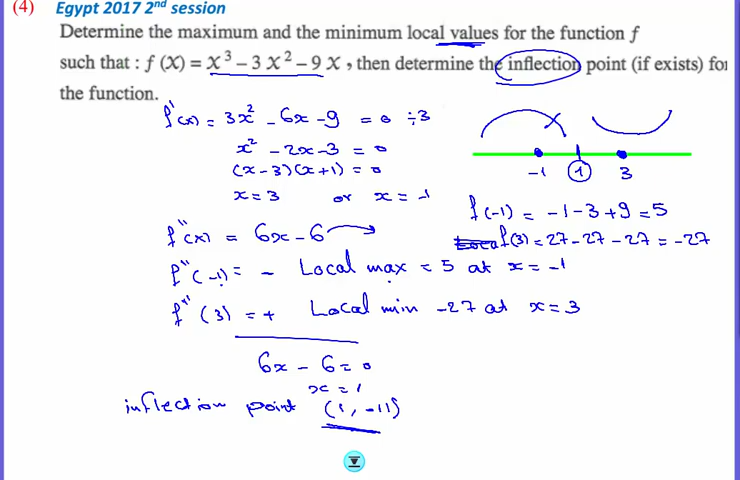 (4) Egypt 2017 2nd session
Determine the maximum and the minimum local values for the function f
such that : f (X) = X³ − 3 X² − 9 X , then determine the inflection point (if exists) for
the function.
f'(x) = 3x² - 6x - 9 = 0 ÷3
x² - 2x - 3 = 0
(x - 3)(x + 1) = 0
x = 3 or x = -1
-1 1 3
f(-1) = -1 - 3 + 9 = 5
Local f(3) = 27 - 27 - 27 = -27
f''(x) = 6x - 6
f''(-1) = - Local max = 5 at x = -1
f''(3) = + Local min -27 at x = 3
6x - 6 = 0
x = 1
inflection point (1, -11)